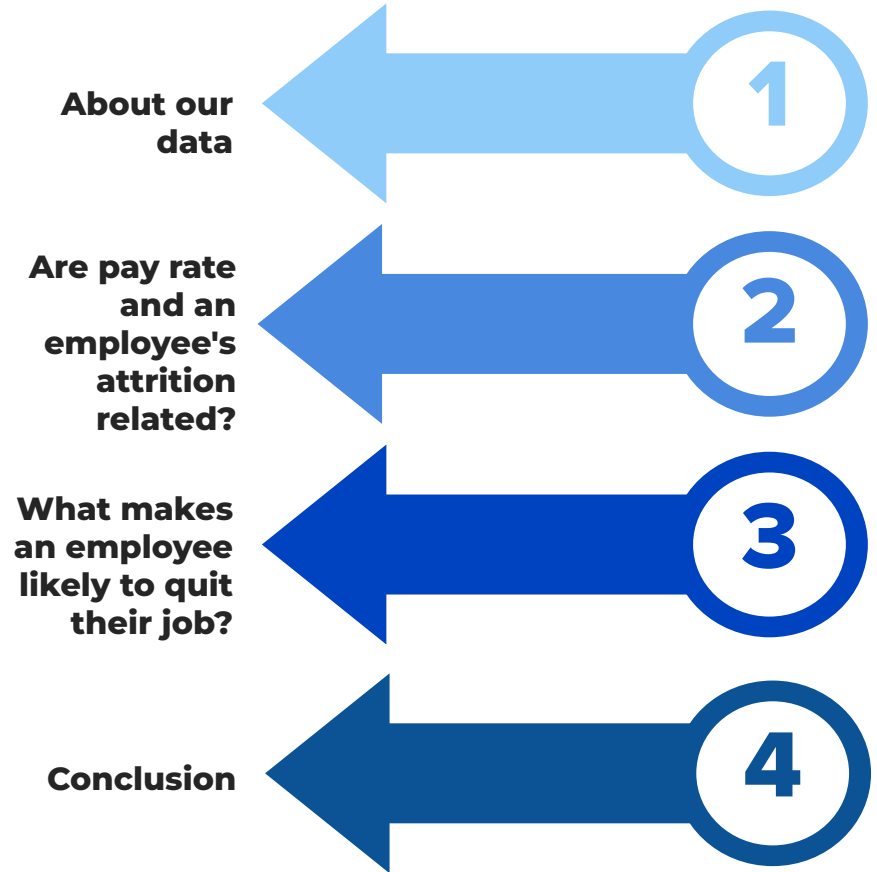 About our
data
1
Are pay rate
and an
employee's
attrition
related?
2
What makes
an employee
likely to quit
their job?
3
Conclusion
4